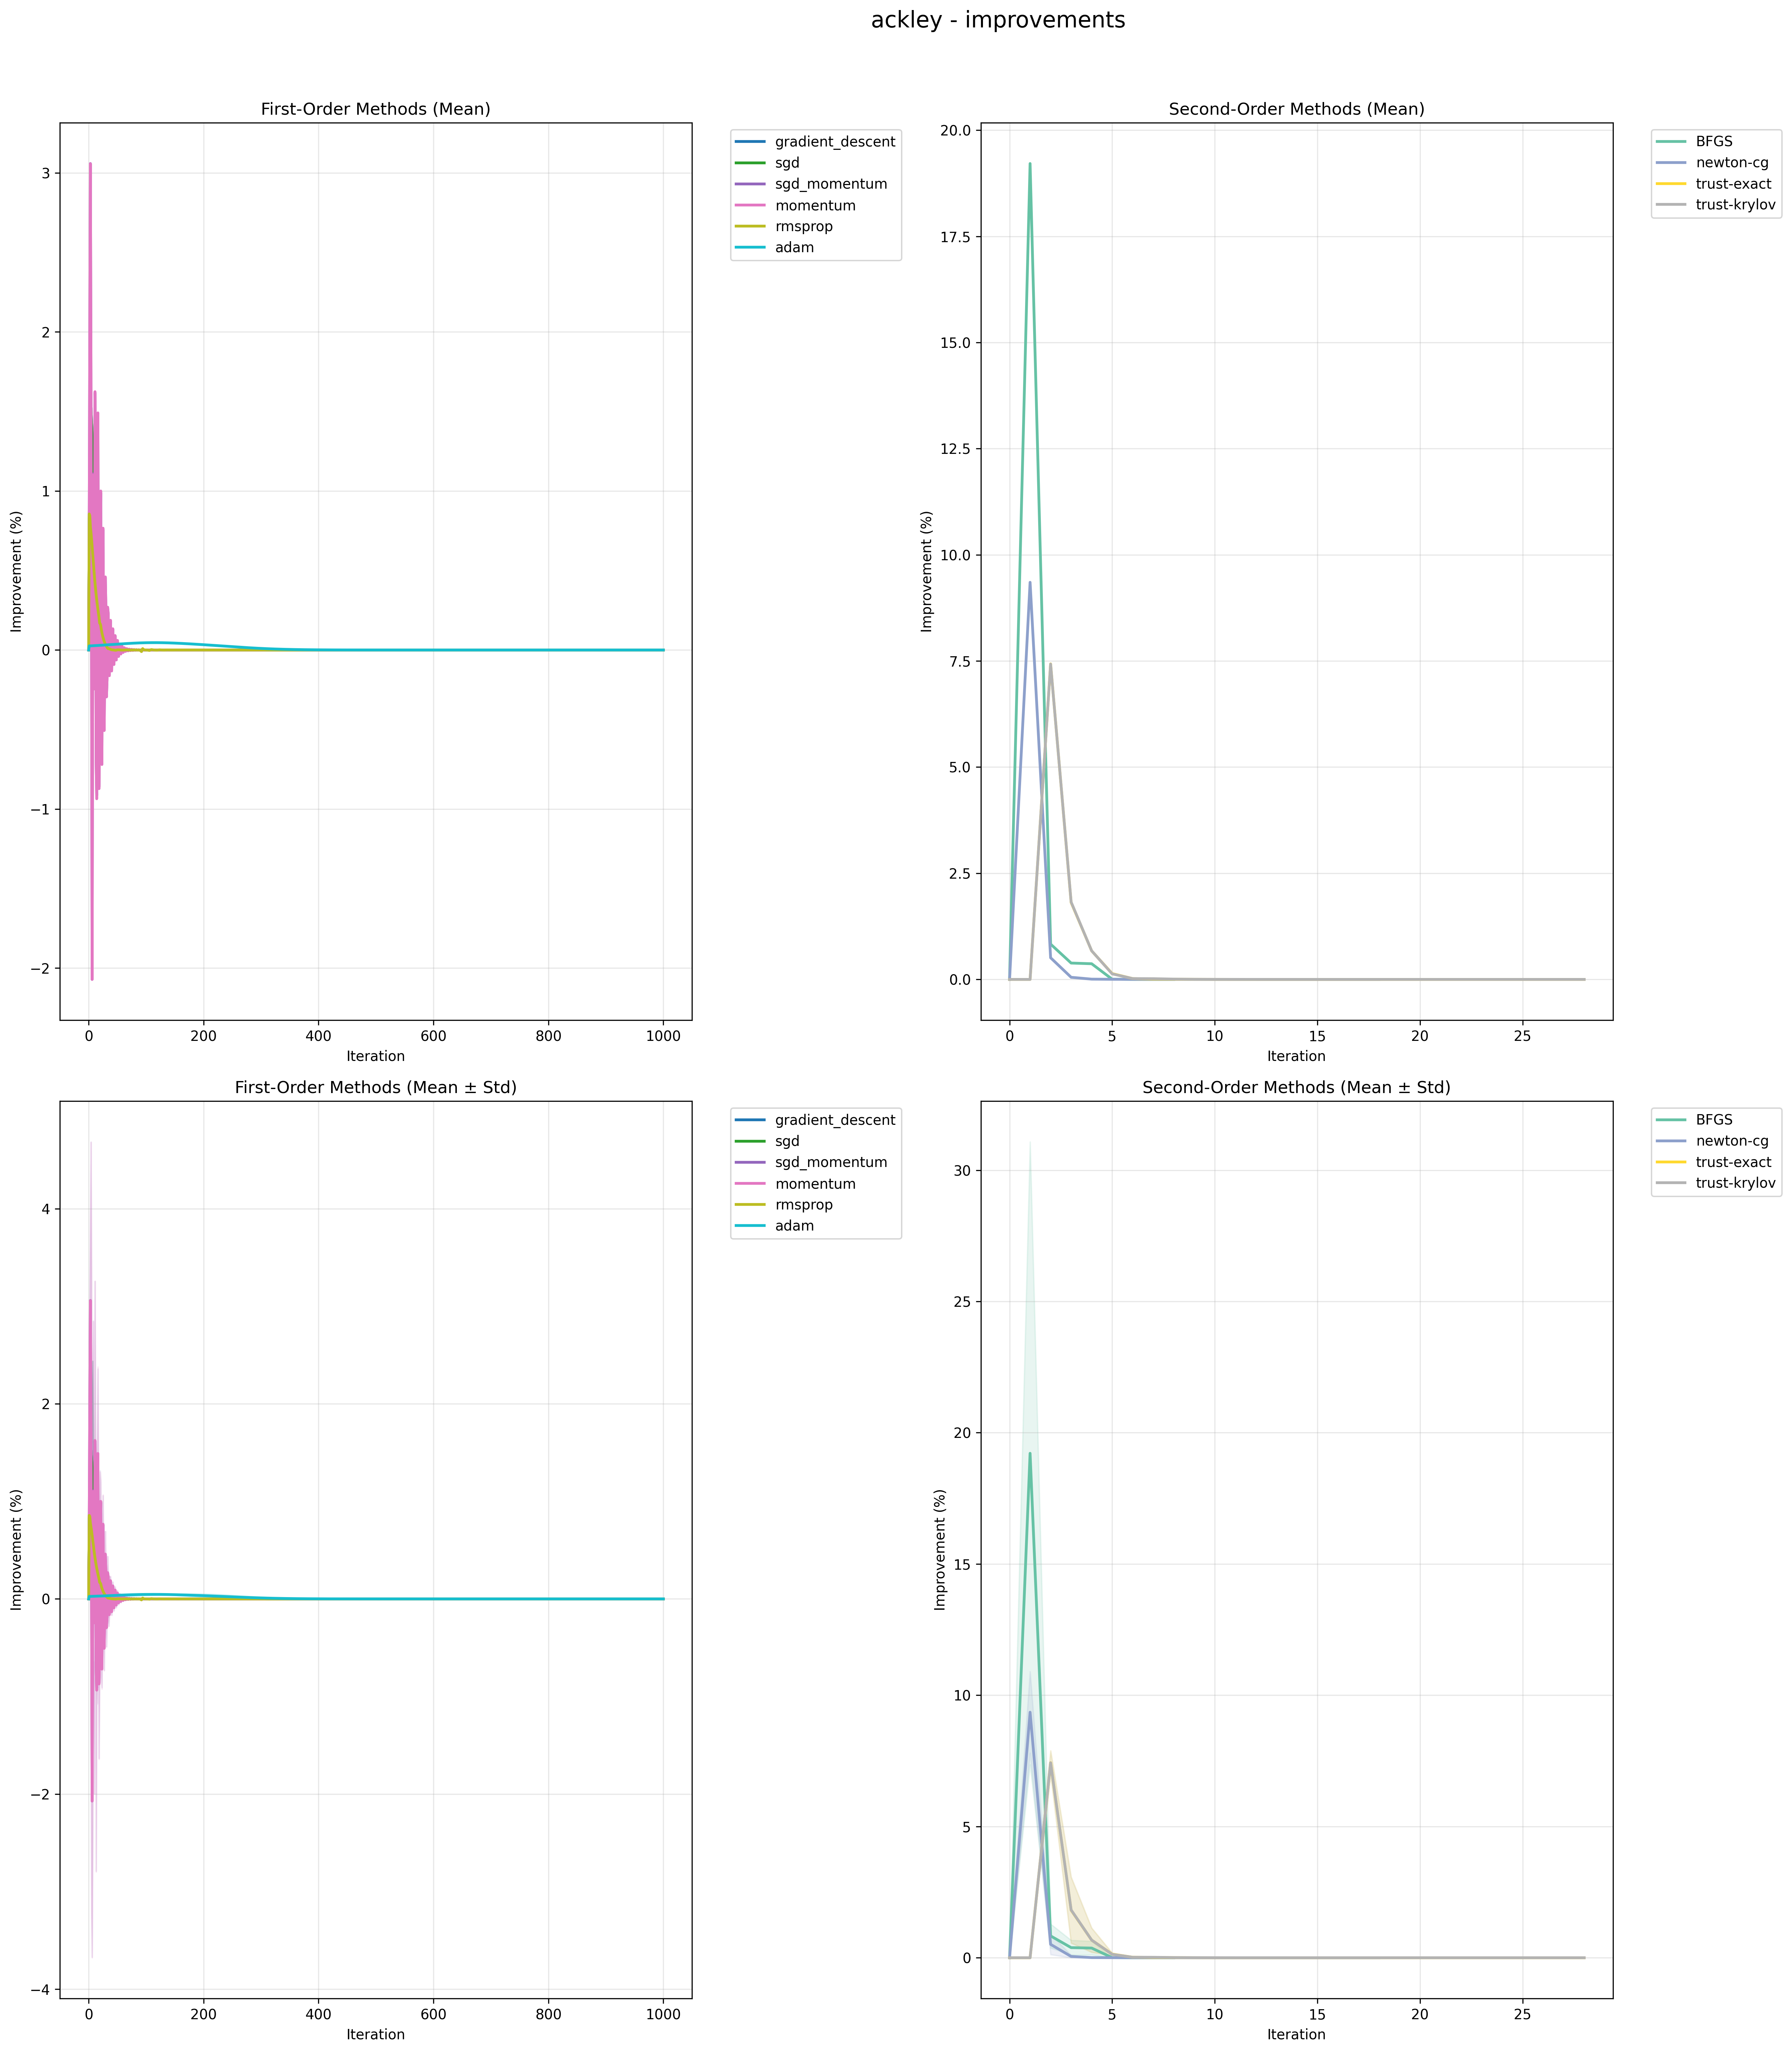 ackley - improvements
First-Order Methods (Mean)
Improvement (%)
3
2
1
0
−1
−2
0 200 400 600 800 1000
Iteration
gradient_descent
sgd
sgd_momentum
momentum
rmsprop
adam
Second-Order Methods (Mean)
Improvement (%)
20.0
17.5
15.0
12.5
10.0
7.5
5.0
2.5
0.0
0 5 10 15 20 25
Iteration
BFGS
newton-cg
trust-exact
trust-krylov
First-Order Methods (Mean ± Std)
Improvement (%)
4
2
0
−2
−4
0 200 400 600 800 1000
Iteration
gradient_descent
sgd
sgd_momentum
momentum
rmsprop
adam
Second-Order Methods (Mean ± Std)
Improvement (%)
30
25
20
15
10
5
0
0 5 10 15 20 25
Iteration
BFGS
newton-cg
trust-exact
trust-krylov